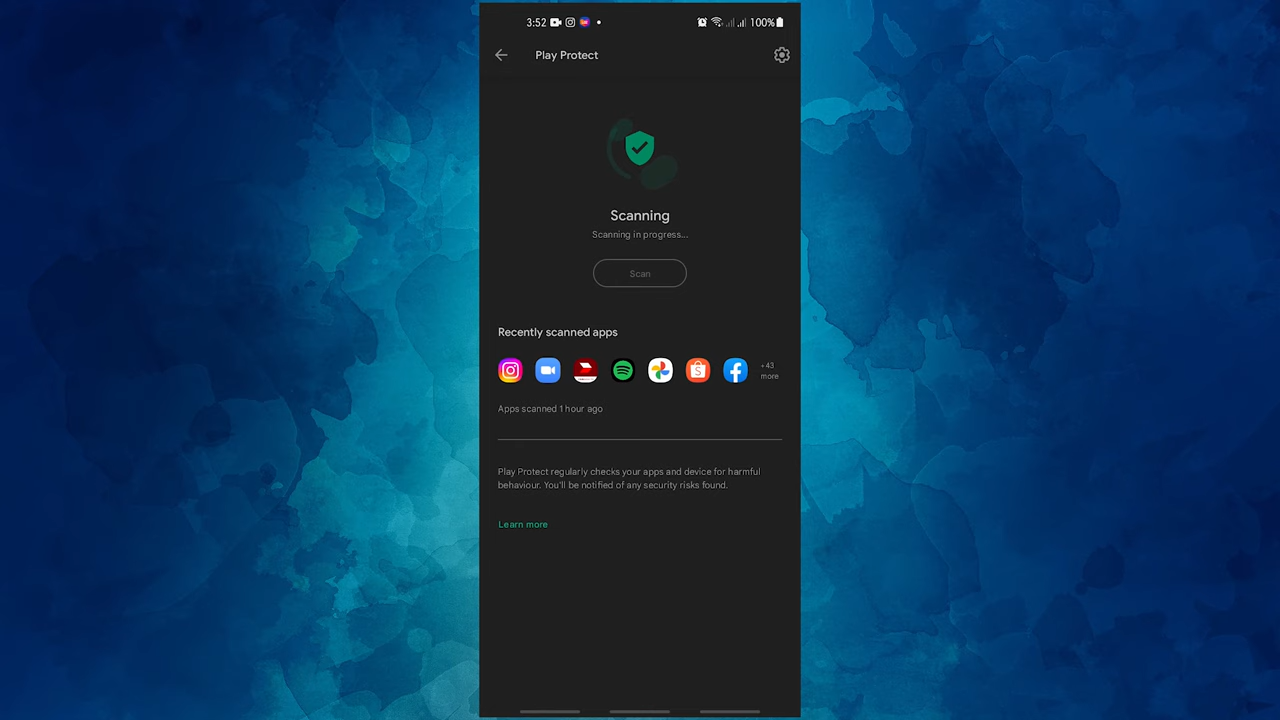 3:52 100%
Play Protect
Scanning
Scanning in progress...
Scan
Recently scanned apps
+43
more
Apps scanned 1 hour ago
Play Protect regularly checks your apps and device for harmful
behaviour. You'll be notified of any security risks found.
Learn more